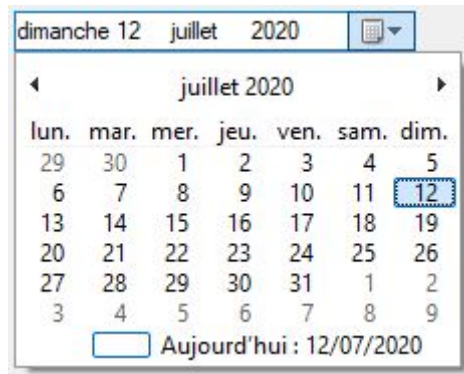 dimanche 12 juillet 2020
juillet 2020
lun. mar. mer. jeu. ven. sam. dim.
29 30 1 2 3 4 5
6 7 8 9 10 11 12
13 14 15 16 17 18 19
20 21 22 23 24 25 26
27 28 29 30 31 1 2
3 4 5 6 7 8 9
Aujourd'hui : 12/07/2020